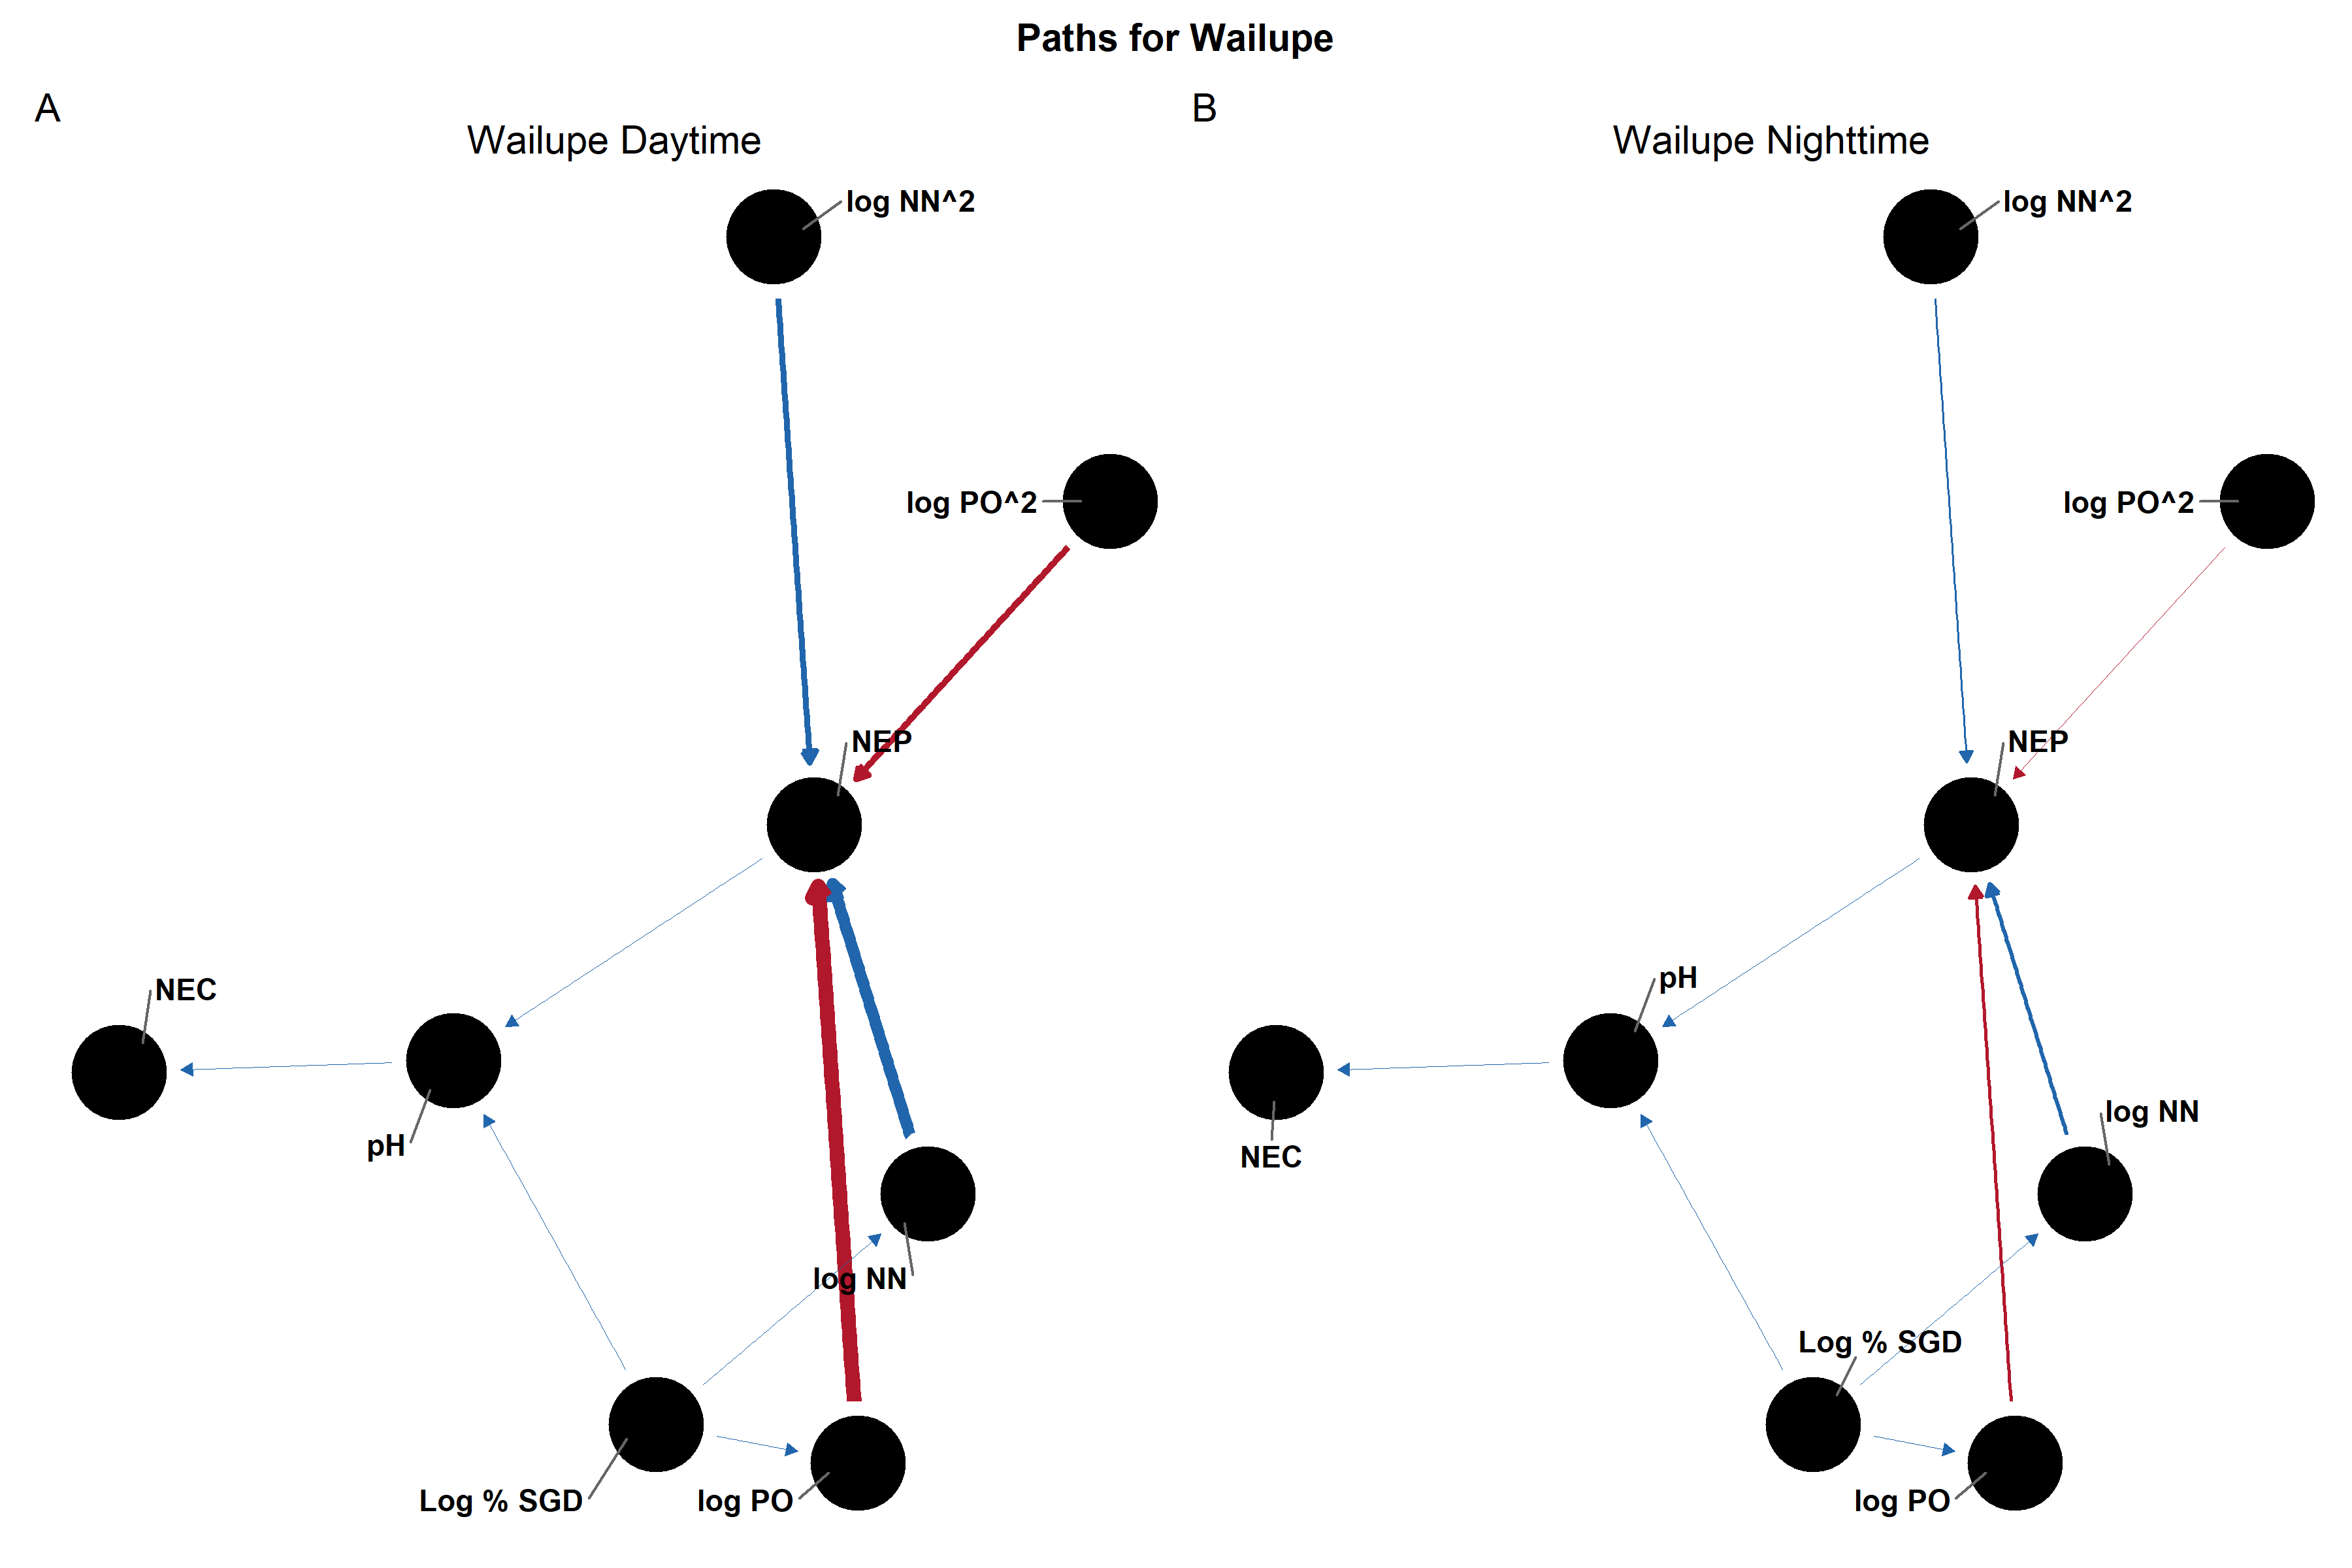 Paths for Wailupe
A
Wailupe Daytime
log NN^2
log PO^2
NEP
NEC
pH
log NN
Log % SGD
log PO
B
Wailupe Nighttime
log NN^2
log PO^2
NEP
pH
log NN
NEC
Log % SGD
log PO